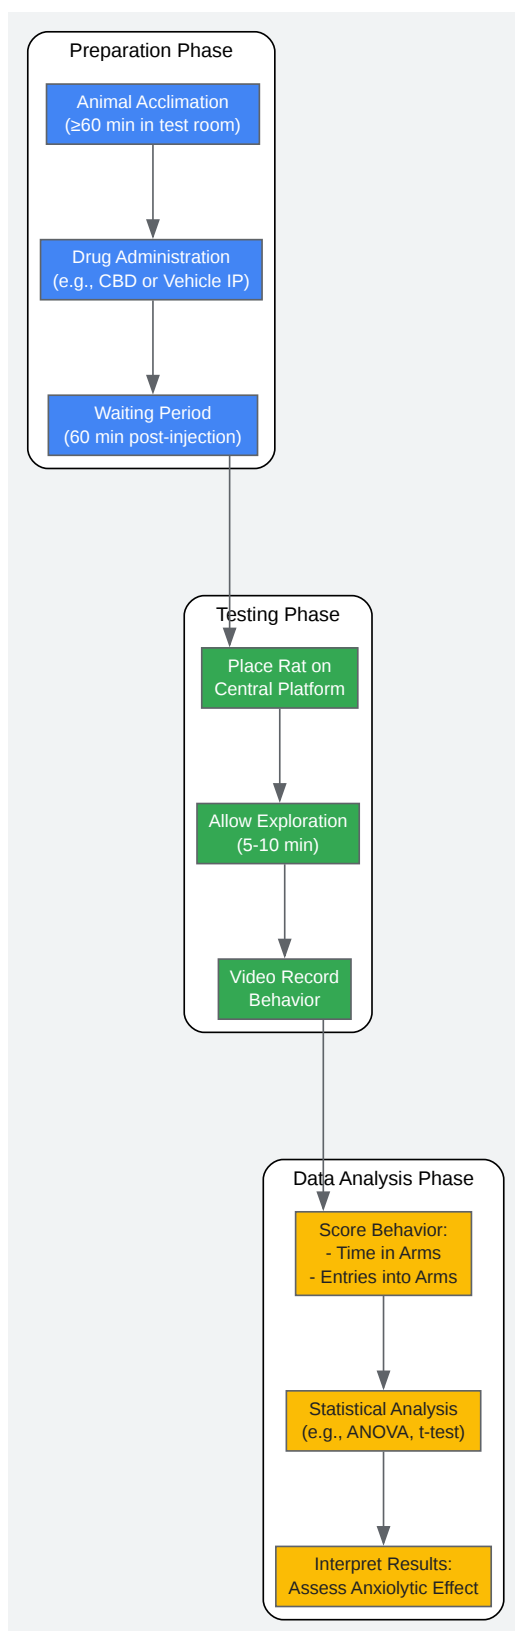 Preparation Phase
Animal Acclimation
(≥60 min in test room)
Drug Administration
(e.g., CBD or Vehicle IP)
Waiting Period
(60 min post-injection)
Testing Phase
Place Rat on
Central Platform
Allow Exploration
(5-10 min)
Video Record
Behavior
Data Analysis Phase
Score Behavior:
- Time in Arms
- Entries into Arms
Statistical Analysis
(e.g., ANOVA, t-test)
Interpret Results:
Assess Anxiolytic Effect